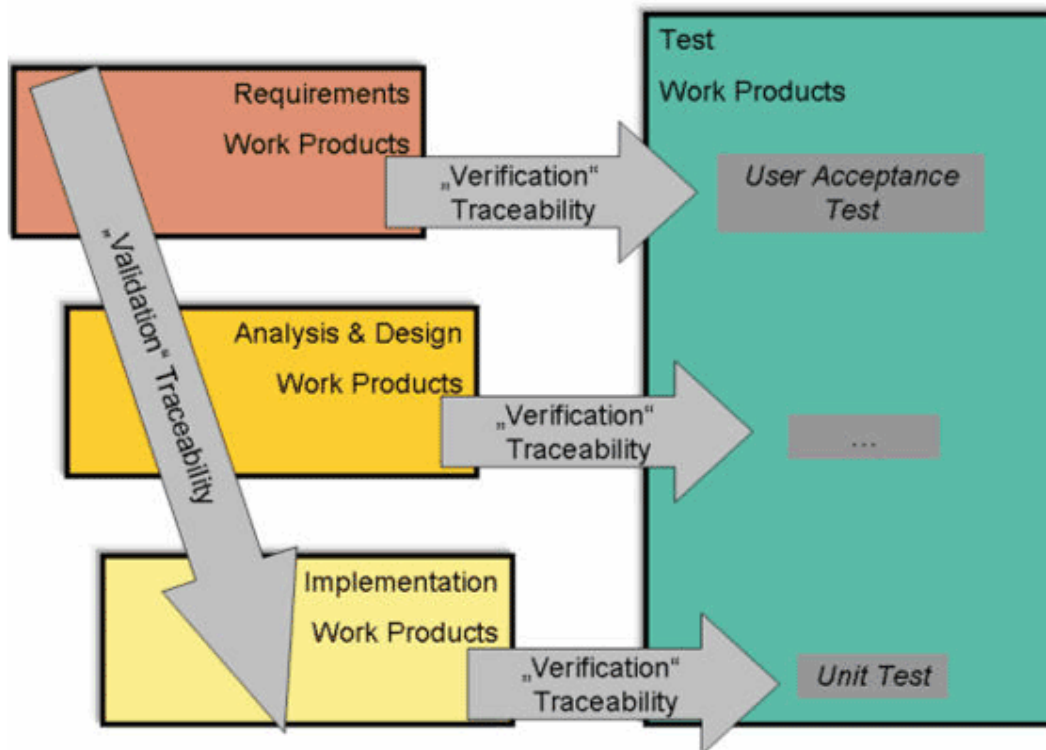 Requirements
Work Products
„Verification“
Traceability
Test
Work Products
User Acceptance
Test
„Validation“ Traceability
Analysis & Design
Work Products
„Verification“
Traceability
...
Implementation
Work Products
„Verification“
Traceability
Unit Test